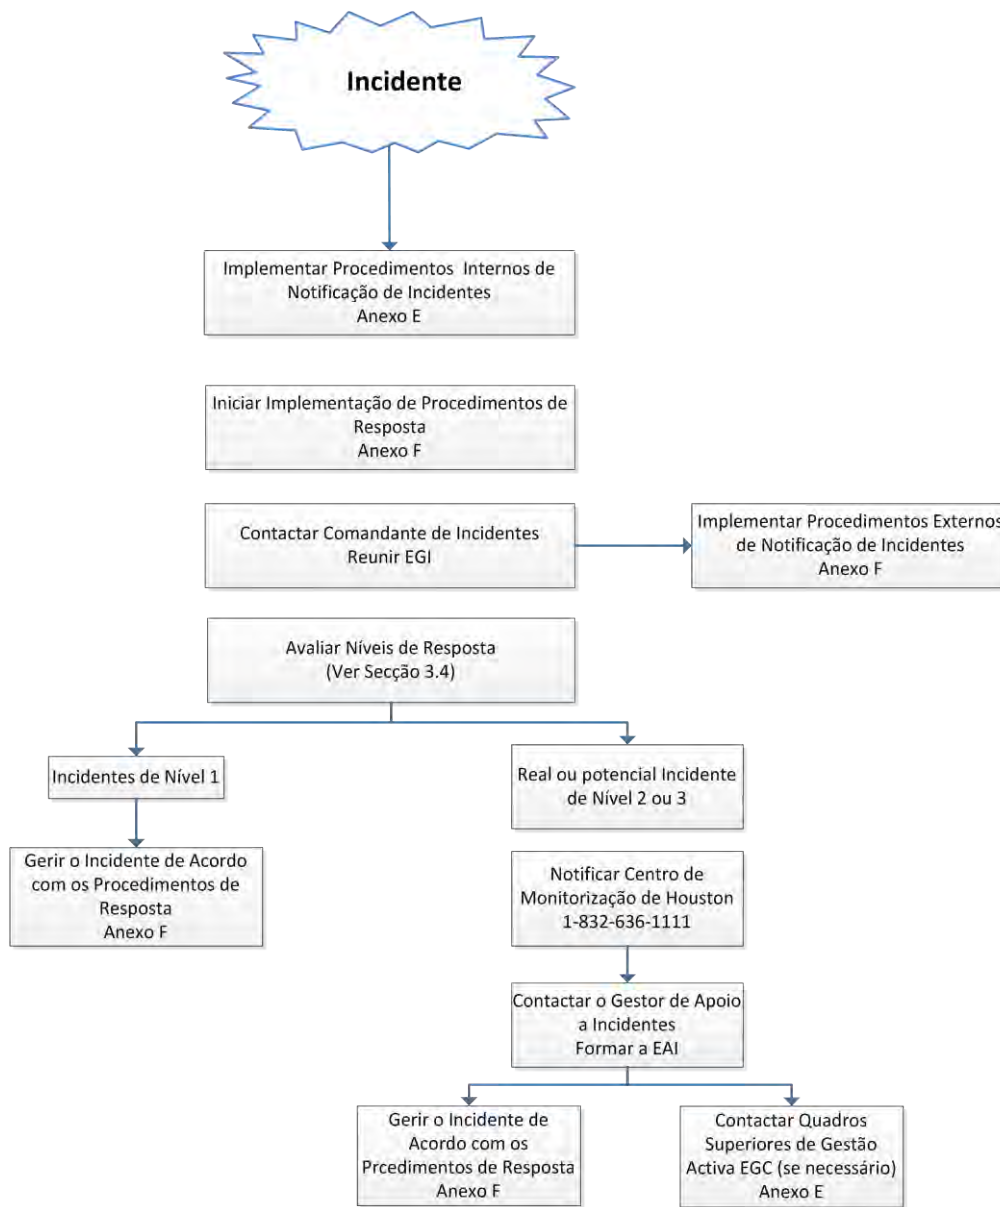 Incidente
Implementar Procedimentos Internos de
Notificação de Incidentes
Anexo E
Iniciar Implementação de Procedimentos de
Resposta
Anexo F
Contactar Comandante de Incidentes
Reunir EGI
Implementar Procedimentos Externos
de Notificação de Incidentes
Anexo F
Avaliar Níveis de Resposta
(Ver Secção 3.4)
Incidentes de Nível 1
Real ou potencial Incidente
de Nível 2 ou 3
Gerir o Incidente de Acordo
com os Procedimentos de
Resposta
Anexo F
Notificar Centro de
Monitorização de Houston
1-832-636-1111
Contactar o Gestor de Apoio
a Incidentes
Formar a EAI
Gerir o Incidente de
Acordo com os
Prcedimentos de Resposta
Anexo F
Contactar Quadros
Superiores de Gestão
Activa EGC (se necessário)
Anexo E